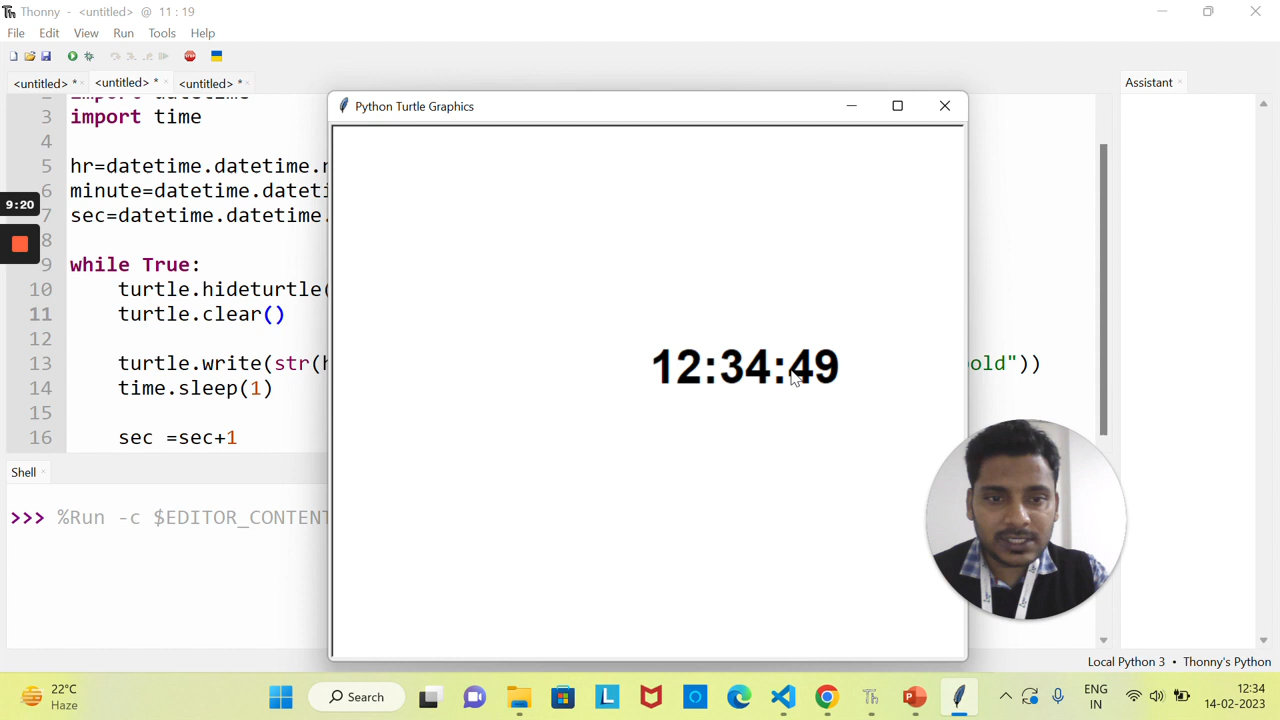 Thonny - <untitled> @ 11 : 19
File Edit View Run Tools Help
<untitled> * <untitled> * <untitled> *
Assistant
Python Turtle Graphics
2 import datetime
3 import time
4
5 hr=datetime.datetime.
6 minute=datetime.dateti
7 sec=datetime.datetime.
8
9 while True:
10 turtle.hideturtle(
11 turtle.clear()
12
13 turtle.write(str( old"))
14 time.sleep(1)
15
16 sec =sec+1
9:20
12:34:49
Shell
>>> %Run -c $EDITOR_CONTENT
Local Python 3 • Thonny's Python
22°C
Haze
Search
ENG
IN
12:34
14-02-2023